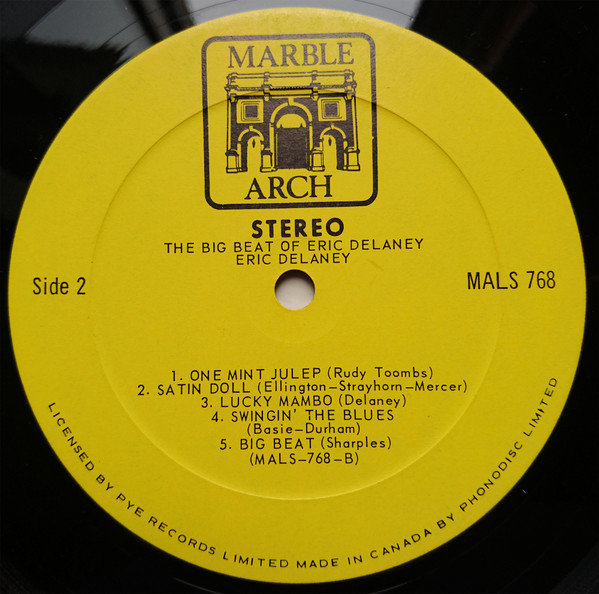 MARBLE
ARCH
STEREO
THE BIG BEAT OF ERIC DELANEY
ERIC DELANEY
Side 2
MALS 768
1. ONE MINT JULEP (Rudy Toombs)
2. SATIN DOLL (Ellington–Strayhorn–Mercer)
3. LUCKY MAMBO (Delaney)
4. SWINGIN' THE BLUES
(Basie–Durham)
5. BIG BEAT (Sharples)
(MALS–768–B)
LICENSED BY PYE RECORDS LIMITED MADE IN CANADA BY PHONODISC LIMITED